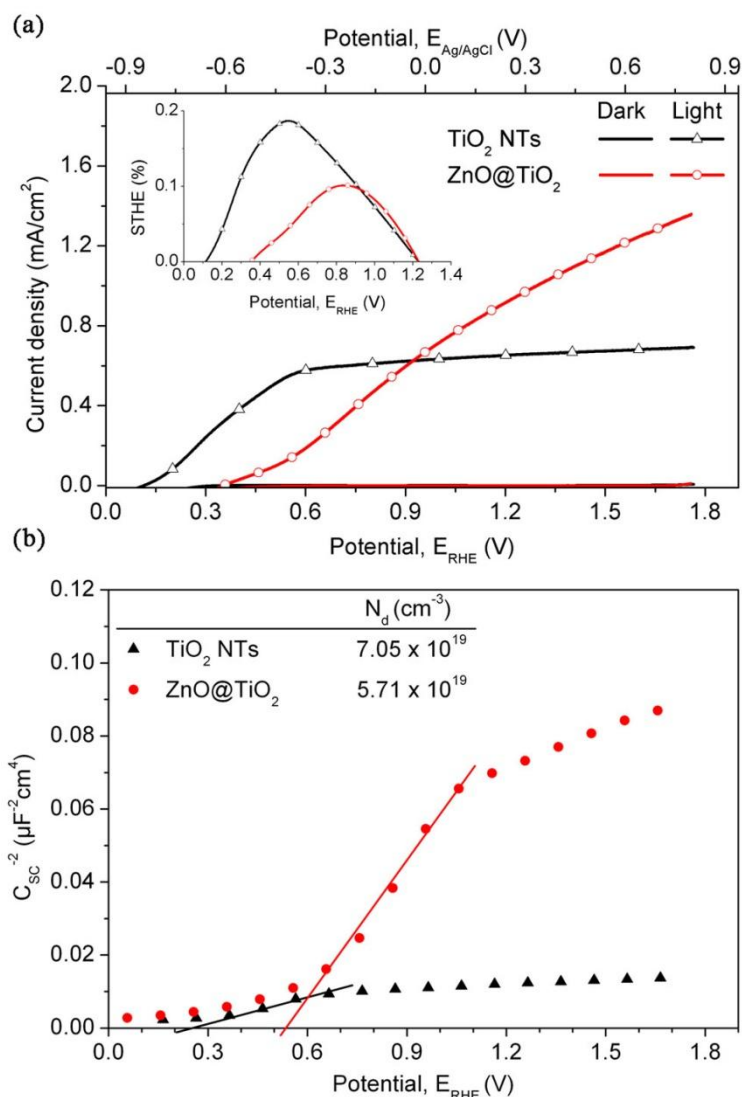 (a)
Potential, E_Ag/AgCl (V)
-0.9 -0.6 -0.3 0.0 0.3 0.6 0.9
2.0
1.6
1.2
0.8
0.4
0.0
Current density (mA/cm²)
Dark Light
TiO₂ NTs
ZnO@TiO₂
0.2
0.1
0.0
STHE (%)
0.0 0.2 0.4 0.6 0.8 1.0 1.2 1.4
Potential, E_RHE (V)
0.0 0.3 0.6 0.9 1.2 1.5 1.8
Potential, E_RHE (V)
(b)
0.12
0.10
0.08
0.06
0.04
0.02
0.00
C_SC⁻² (µF⁻²cm⁴)
N_d (cm⁻³)
TiO₂ NTs 7.05 x 10¹⁹
ZnO@TiO₂ 5.71 x 10¹⁹
0.0 0.3 0.6 0.9 1.2 1.5 1.8
Potential, E_RHE (V)